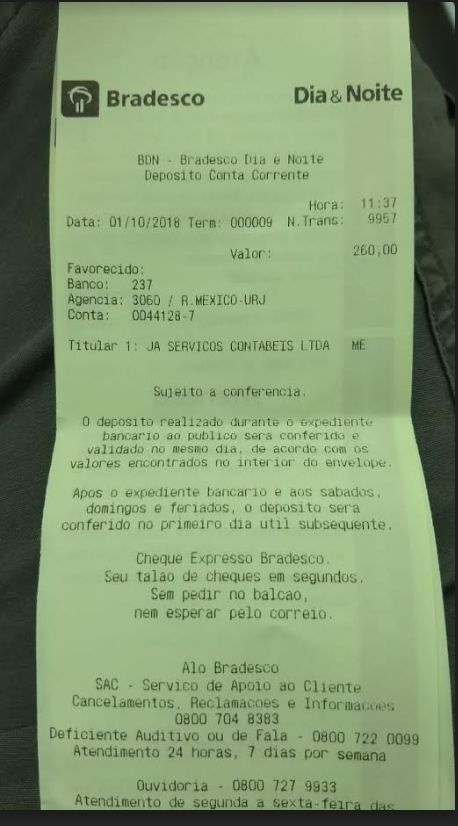 Bradesco Dia&Noite
BDN - Bradesco Dia e Noite
Deposito Conta Corrente
Hora: 11:37
Data: 01/10/2018 Term: 000009 N.Trans: 9957
Valor: 260,00
Favorecido:
Banco: 237
Agencia: 3060 / R.MEXICO-URJ
Conta: 0044128-7
Titular 1: JA SERVICOS CONTABEIS LTDA ME
Sujeito a conferencia.
O deposito realizado durante o expediente
bancario ao publico sera conferido e
validado no mesmo dia, de acordo com os
valores encontrados no interior do envelope.
Apos o expediente bancario e aos sabados,
domingos e feriados, o deposito sera
conferido no primeiro dia util subsequente.
Cheque Expresso Bradesco.
Seu talao de cheques em segundos.
Sem pedir no balcao,
nem esperar pelo correio.
Alo Bradesco
SAC - Servico de Apoio ao Cliente
Cancelamentos, Reclamacoes e Informacoes
0800 704 8383
Deficiente Auditivo ou de Fala - 0800 722 0099
Atendimento 24 horas, 7 dias por semana
Ouvidoria - 0800 727 9933
Atendimento de segunda a sexta-feira das